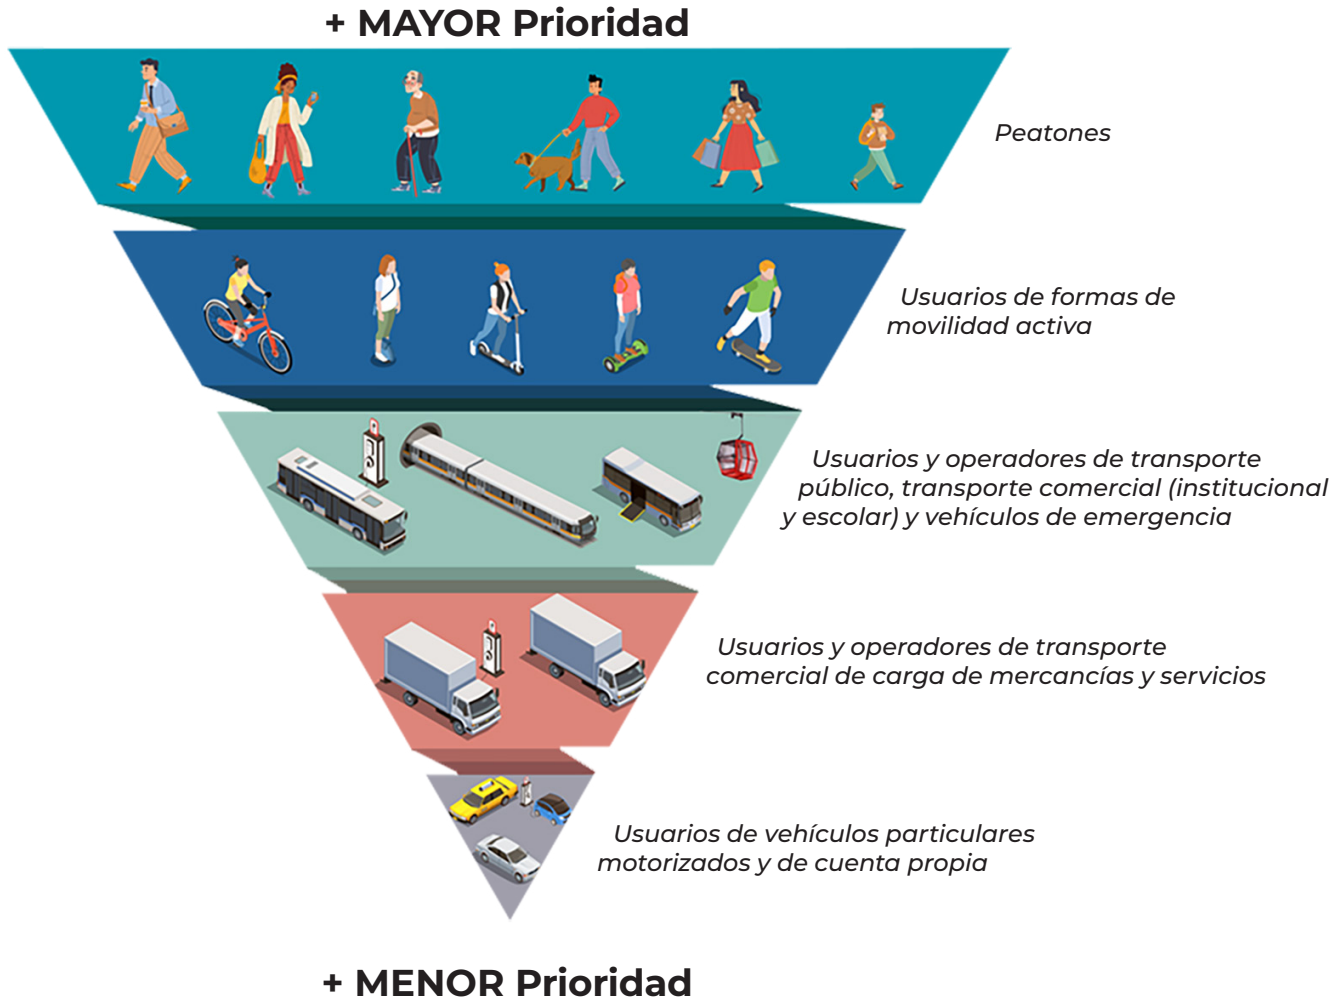 + MAYOR Prioridad
Peatones
Usuarios de formas de
movilidad activa
Usuarios y operadores de transporte
público, transporte comercial (institucional
y escolar) y vehículos de emergencia
Usuarios y operadores de transporte
comercial de carga de mercancías y servicios
Usuarios de vehículos particulares
motorizados y de cuenta propia
+ MENOR Prioridad